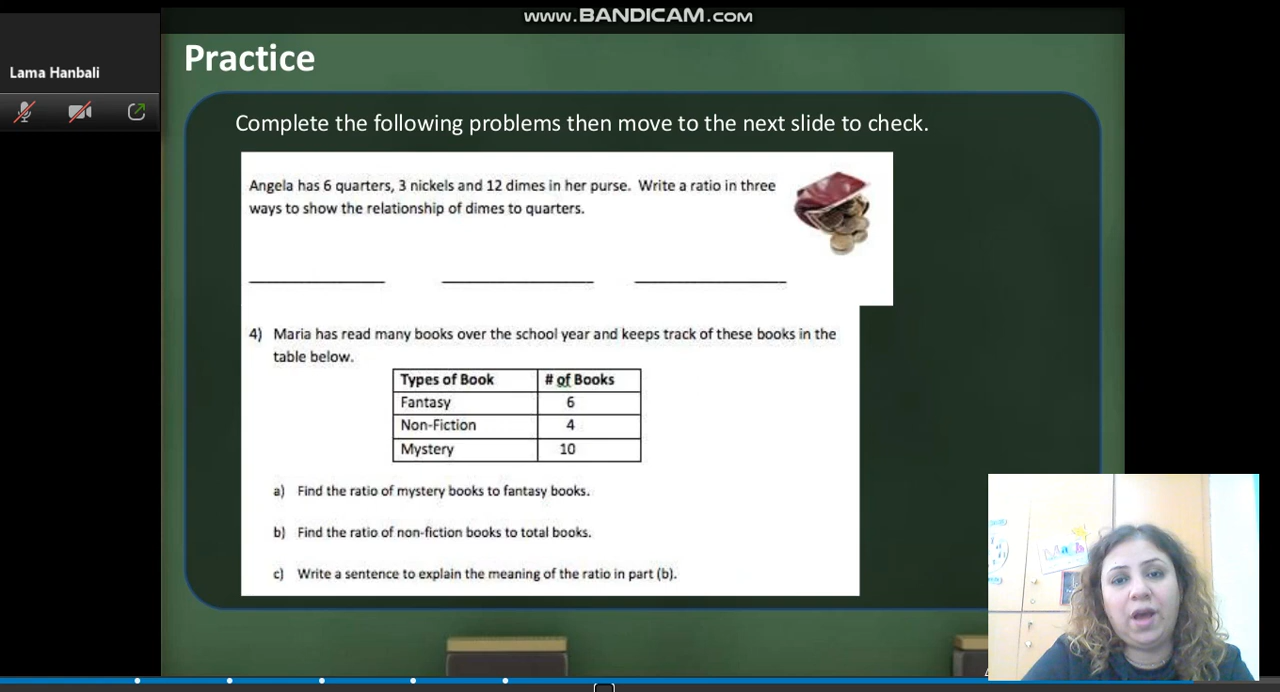 www.BANDICAM.com
Lama Hanbali
Practice
Complete the following problems then move to the next slide to check.
Angela has 6 quarters, 3 nickels and 12 dimes in her purse. Write a ratio in three
ways to show the relationship of dimes to quarters.
4) Maria has read many books over the school year and keeps track of these books in the
table below.
Types of Book # of Books
Fantasy 6
Non-Fiction 4
Mystery 10
a) Find the ratio of mystery books to fantasy books.
b) Find the ratio of non-fiction books to total books.
c) Write a sentence to explain the meaning of the ratio in part (b).